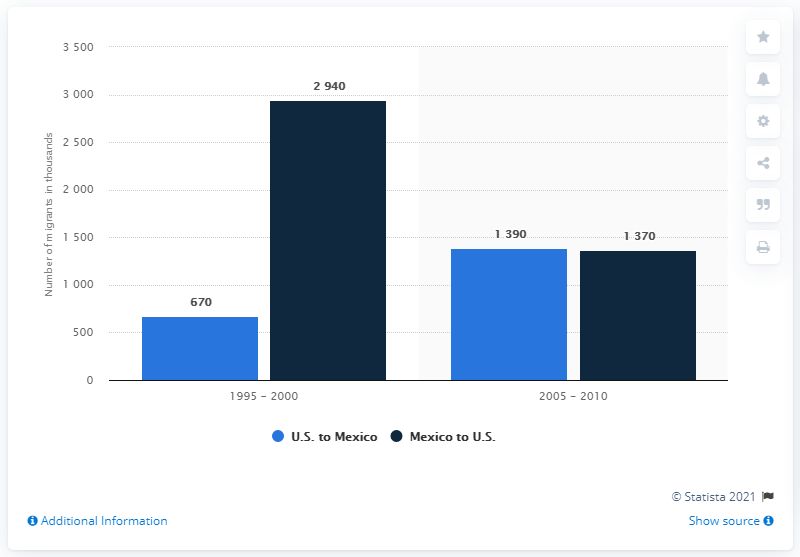 3 500
3 000
2 500
2 000
1 500
1 000
500
0
Number of migrants in thousands
670
2 940
1 390
1 370
1995 – 2000
2005 – 2010
U.S. to Mexico
Mexico to U.S.
© Statista 2021
Additional Information
Show source